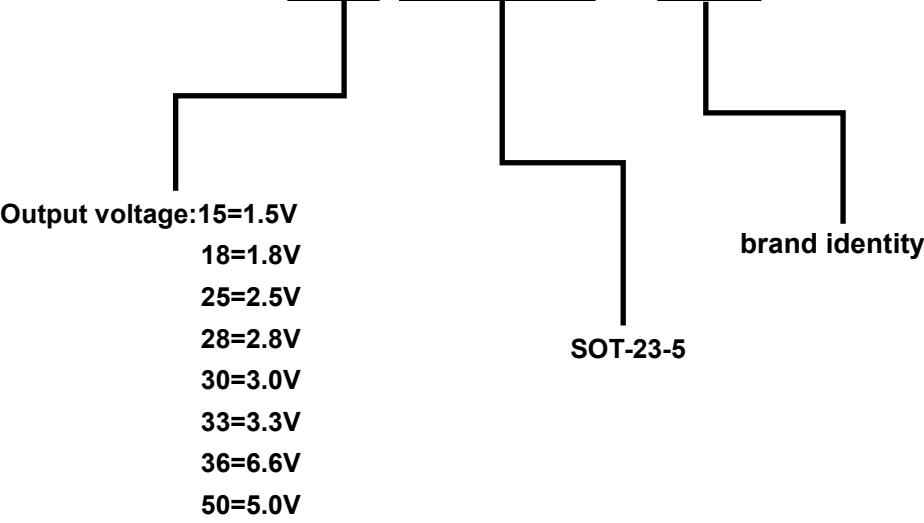 Output voltage:15=1.5V
18=1.8V
brand identity
25=2.5V
28=2.8V
SOT-23-5
30=3.0V
33=3.3V
36=6.6V
50=5.0V